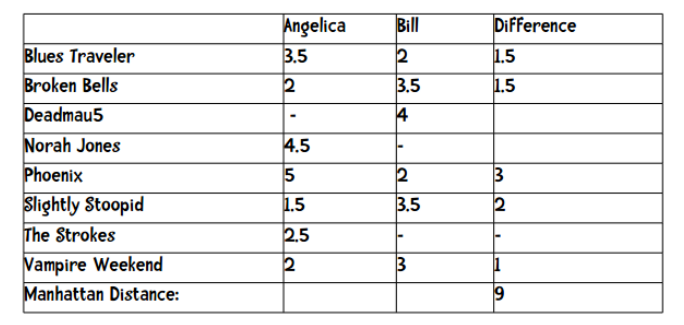 Angelica Bill Difference
Blues Traveler 3.5 2 1.5
Broken Bells 2 3.5 1.5
Deadmau5 - 4
Norah Jones 4.5 -
Phoenix 5 2 3
Slightly Stoopid 1.5 3.5 2
The Strokes 2.5 - -
Vampire Weekend 2 3 1
Manhattan Distance: 9